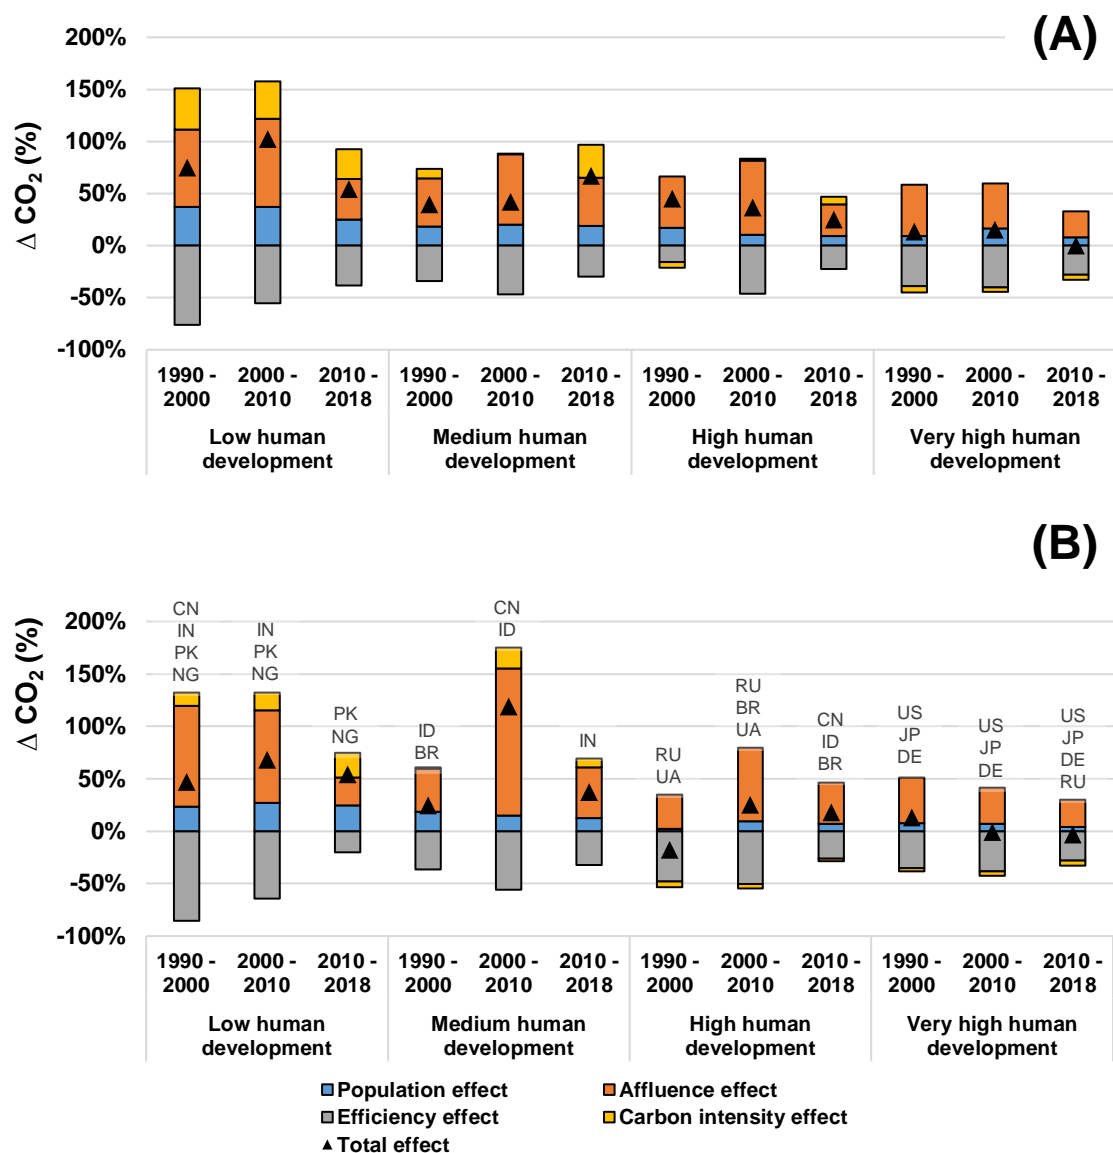 (A)
Δ CO₂ (%)
200%
150%
100%
50%
0%
-50%
-100%
1990 - 2000 - 2010 - 1990 - 2000 - 2010 - 1990 - 2000 - 2010 - 1990 - 2000 - 2010 -
2000 2010 2018 2000 2010 2018 2000 2010 2018 2000 2010 2018
Low human Medium human High human Very high human
development development development development
(B)
Δ CO₂ (%)
200%
150%
100%
50%
0%
-50%
-100%
CN
IN
PK
NG
IN
PK
NG
PK
NG
ID
BR
CN
ID
IN
RU
UA
RU
BR
UA
CN
ID
BR
US
JP
DE
US
JP
DE
US
JP
DE
RU
1990 - 2000 - 2010 - 1990 - 2000 - 2010 - 1990 - 2000 - 2010 - 1990 - 2000 - 2010 -
2000 2010 2018 2000 2010 2018 2000 2010 2018 2000 2010 2018
Low human Medium human High human Very high human
development development development development
Population effect Affluence effect
Efficiency effect Carbon intensity effect
Total effect